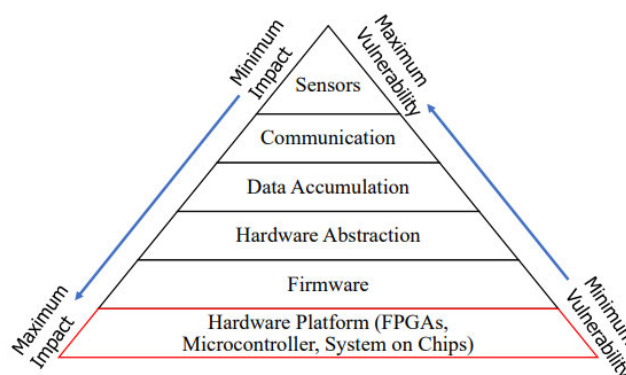 Minimum
Impact
Maximum
Vulnerability
Sensors
Communication
Data Accumulation
Hardware Abstraction
Firmware
Maximum
Impact
Hardware Platform (FPGAs,
Microcontroller, System on Chips)
Minimum
Vulnerability